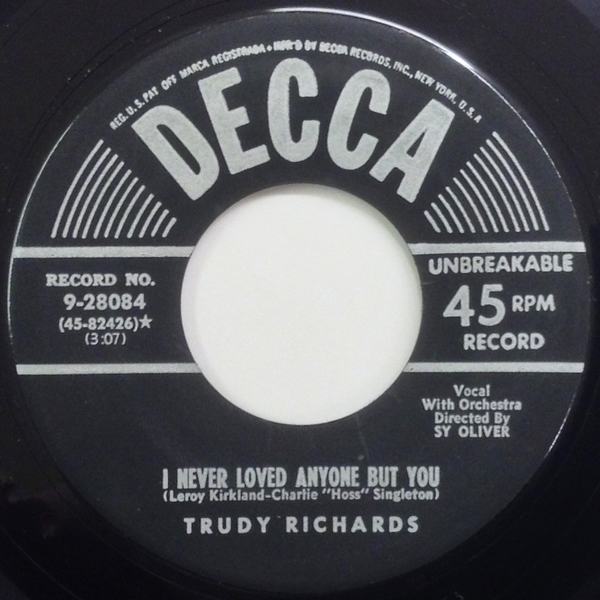 REG. U.S. PAT. OFF. MARCA REGISTRADA • MFR'D BY DECCA RECORDS, INC., NEW YORK, U.S.A.
DECCA
RECORD NO.
9-28084
(45-82426)★
(3:07)
UNBREAKABLE
45 RPM
RECORD
Vocal
With Orchestra
Directed By
SY OLIVER
I NEVER LOVED ANYONE BUT YOU
(Leroy Kirkland-Charlie "Hoss" Singleton)
TRUDY RICHARDS